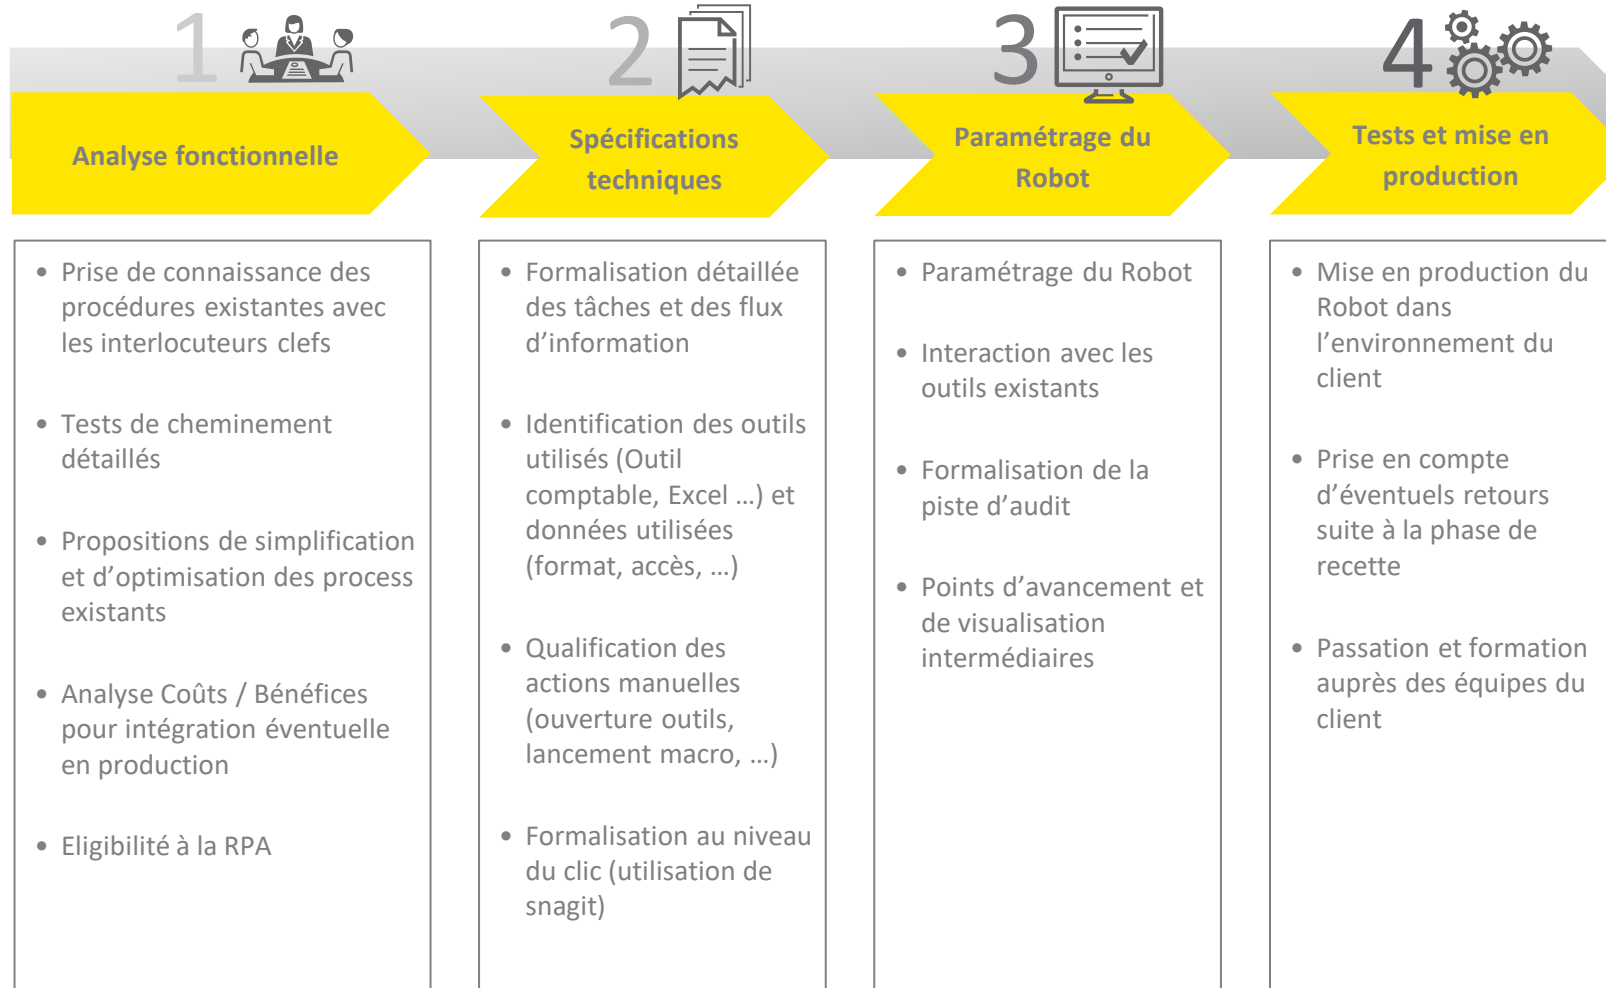 1
Analyse fonctionnelle
• Prise de connaissance des
procédures existantes avec
les interlocuteurs clefs
• Tests de cheminement
détaillés
• Propositions de simplification
et d'optimisation des process
existants
• Analyse Coûts / Bénéfices
pour intégration éventuelle
en production
• Eligibilité à la RPA
2
Spécifications
techniques
• Formalisation détaillée
des tâches et des flux
d’information
• Identification des outils
utilisés (Outil
comptable, Excel …) et
données utilisées
(format, accès, …)
• Qualification des
actions manuelles
(ouverture outils,
lancement macro, …)
• Formalisation au niveau
du clic (utilisation de
snagit)
3
Paramétrage du
Robot
• Paramétrage du Robot
• Interaction avec les
outils existants
• Formalisation de la
piste d’audit
• Points d’avancement et
de visualisation
intermédiaires
4
Tests et mise en
production
• Mise en production du
Robot dans
l’environnement du
client
• Prise en compte
d’éventuels retours
suite à la phase de
recette
• Passation et formation
auprès des équipes du
client